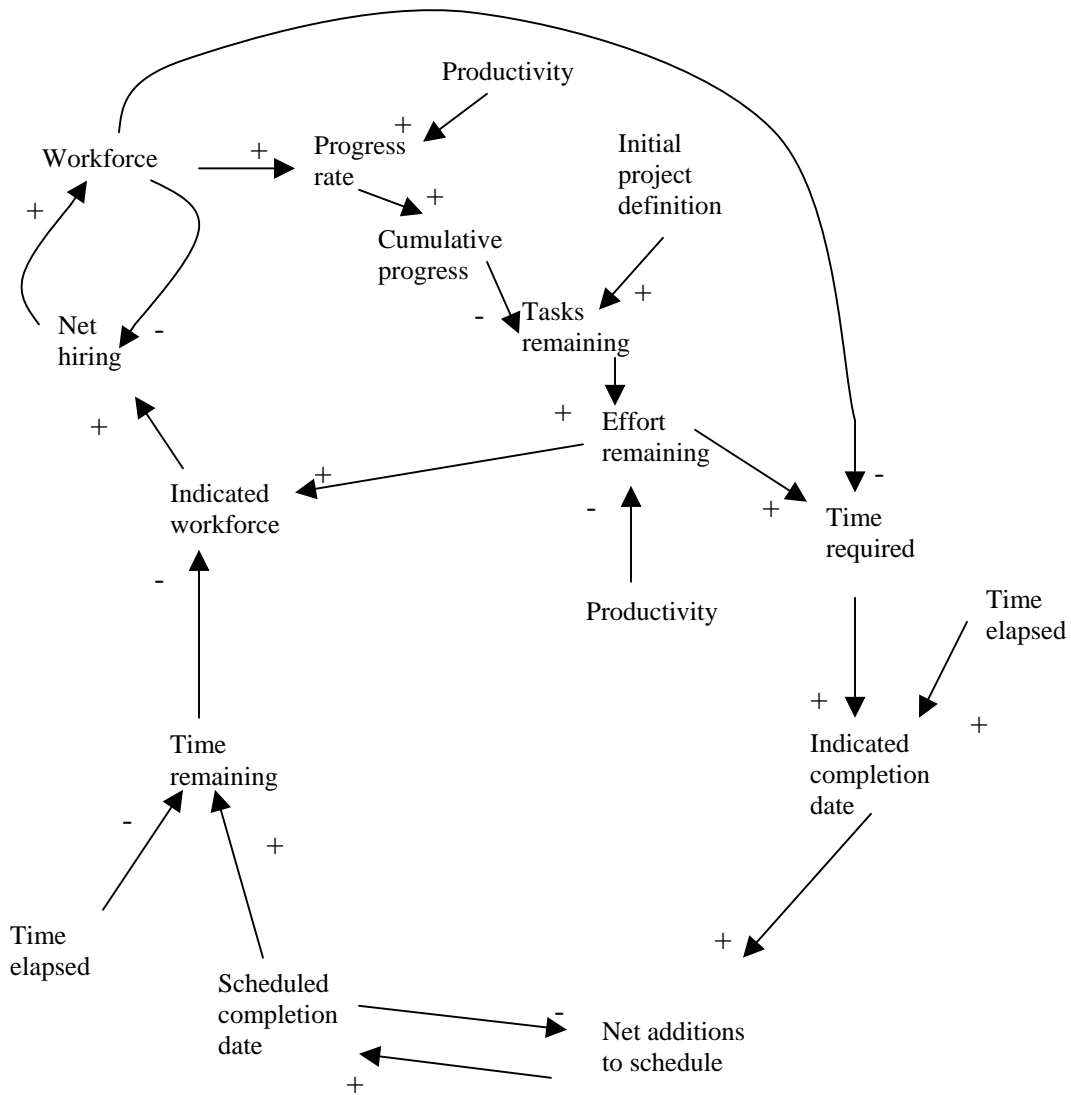 Productivity
+
Initial
project
definition
Workforce
+
Progress
rate
+
+
Cumulative
progress
+
-
Tasks
remaining
Net
hiring
-
+
+
Effort
remaining
-
+
Indicated
workforce
-
+
Time
required
-
Productivity
Time
elapsed
+
+
Time
remaining
Indicated
completion
date
-
+
Time
elapsed
+
Scheduled
completion
date
-
Net additions
to schedule
+